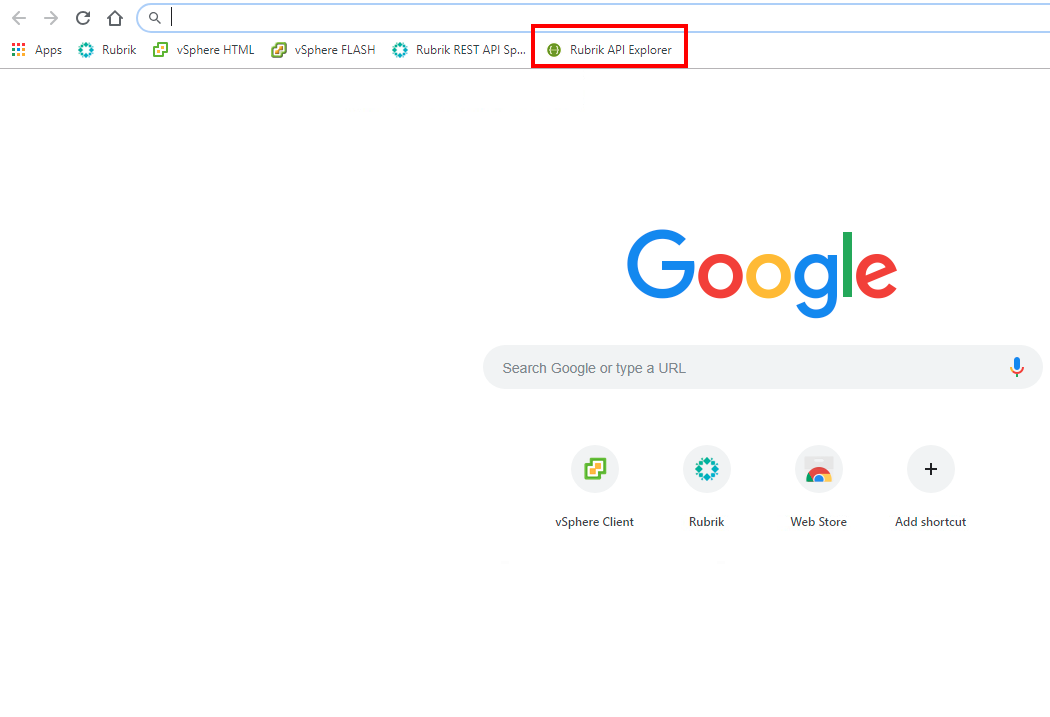 Apps Rubrik vSphere HTML vSphere FLASH Rubrik REST API Sp... Rubrik API Explorer
Google
Search Google or type a URL
vSphere Client Rubrik Web Store Add shortcut